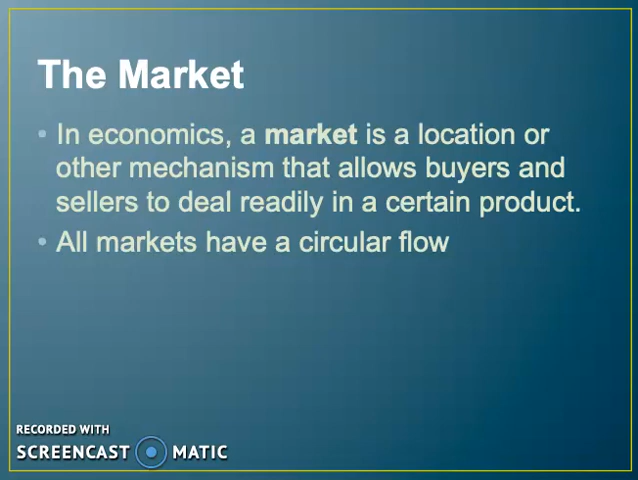 The Market
• In economics, a market is a location or
other mechanism that allows buyers and
sellers to deal readily in a certain product.
• All markets have a circular flow
RECORDED WITH
SCREENCAST MATIC